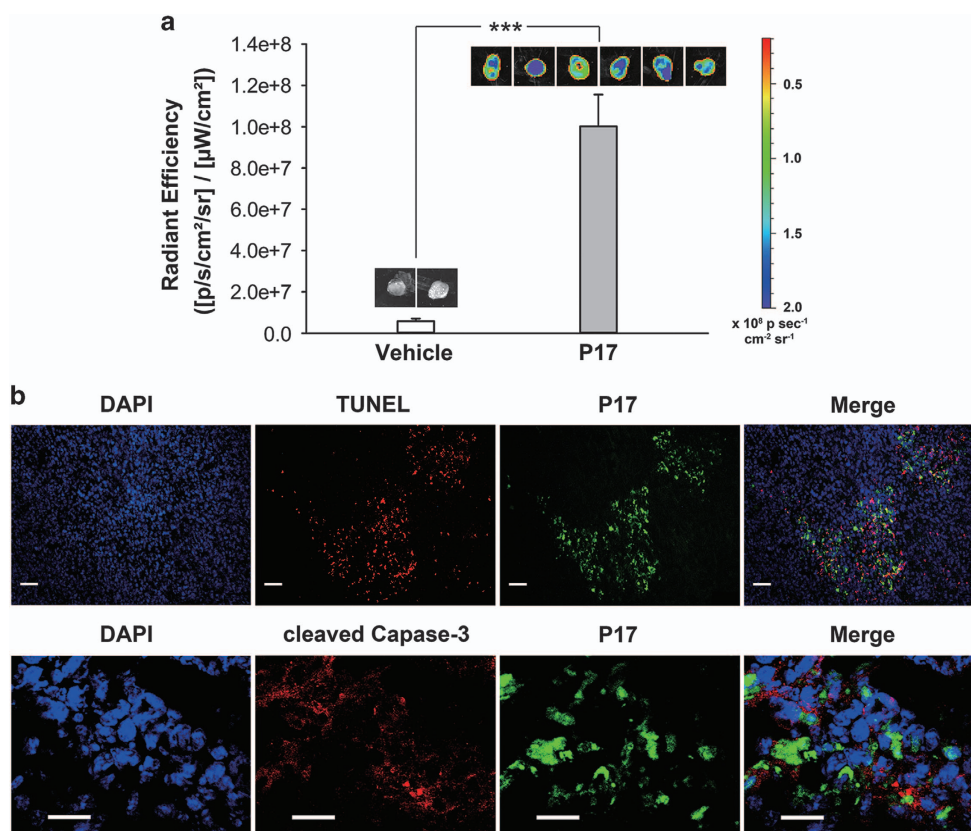 a
***
Radiant Efficiency
([p/s/cm²/sr] / [µW/cm²])
1.4e+8
1.2e+8
1.0e+8
8.0e+7
6.0e+7
4.0e+7
2.0e+7
0.0
Vehicle
P17
0.5
1.0
1.5
2.0
x 10⁸ p sec⁻¹
cm⁻² sr⁻¹
b
DAPI
TUNEL
P17
Merge
DAPI
cleaved Capase-3
P17
Merge